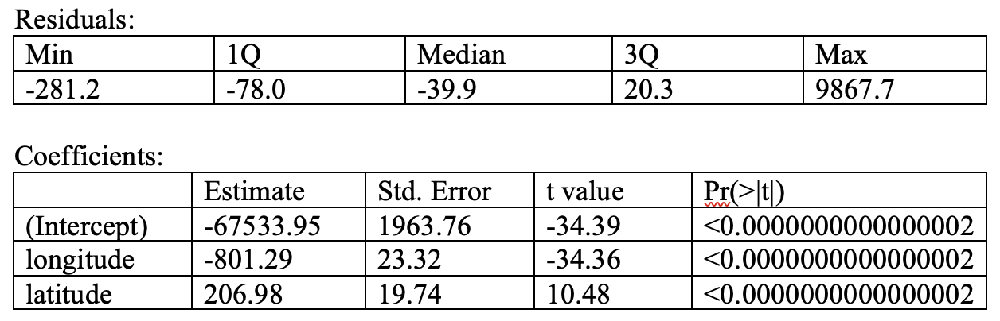 Residuals:
Min 1Q Median 3Q Max
-281.2 -78.0 -39.9 20.3 9867.7
Coefficients:
Estimate Std. Error t value Pr(>|t|)
(Intercept) -67533.95 1963.76 -34.39 <0.0000000000000002
longitude -801.29 23.32 -34.36 <0.0000000000000002
latitude 206.98 19.74 10.48 <0.0000000000000002